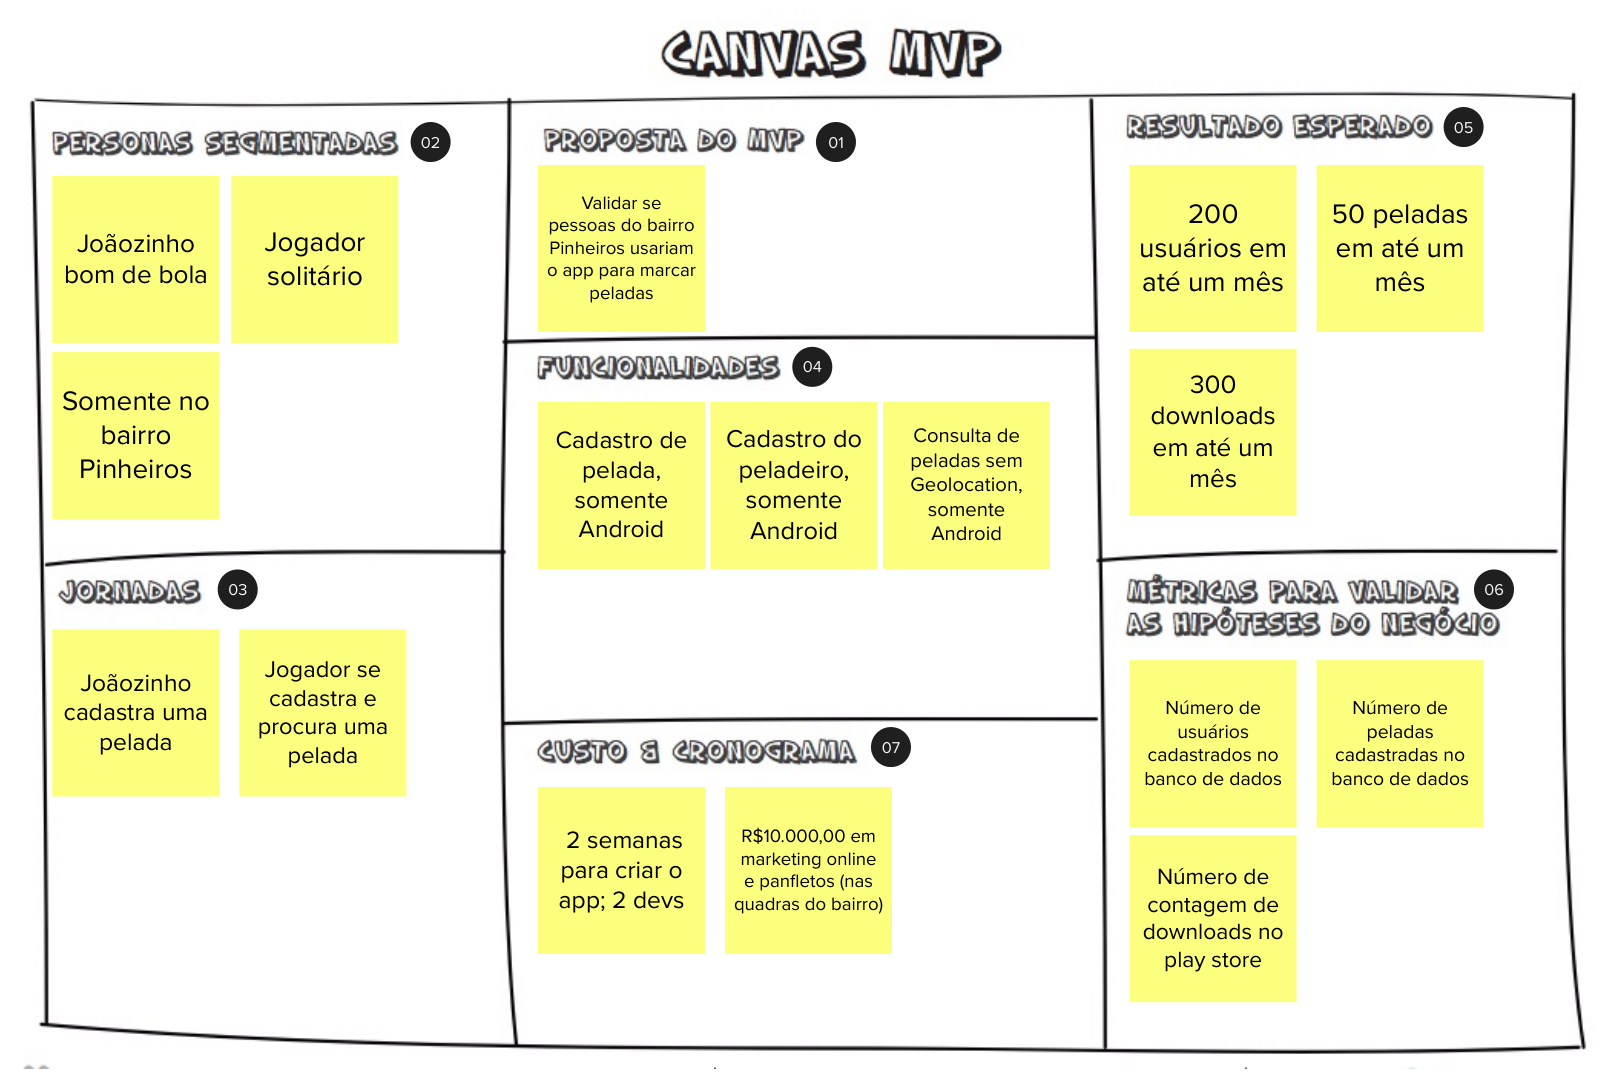 CANVAS MVP
PERSONAS SEGMENTADAS 02
Joãozinho
bom de bola
Jogador
solitário
Somente no
bairro
Pinheiros
PROPOSTA DO MVP 01
Validar se
pessoas do bairro
Pinheiros usariam
o app para marcar
peladas
RESULTADO ESPERADO 05
200
usuários em
até um mês
50 peladas
em até um
mês
300
downloads
em até um
mês
JORNADAS 03
Joãozinho
cadastra uma
pelada
Jogador se
cadastra e
procura uma
pelada
FUNCIONALIDADES 04
Cadastro de
pelada,
somente
Android
Cadastro do
peladeiro,
somente
Android
Consulta de
peladas sem
Geolocation,
somente
Android
CUSTO & CRONOGRAMA 07
2 semanas
para criar o
app; 2 devs
R$10.000,00 em
marketing online
e panfletos (nas
quadras do bairro)
MÉTRICAS PARA VALIDAR 06
AS HIPÓTESES DO NEGÓCIO
Número de
usuários
cadastrados no
banco de dados
Número de
peladas
cadastradas no
banco de dados
Número de
contagem de
downloads no
play store